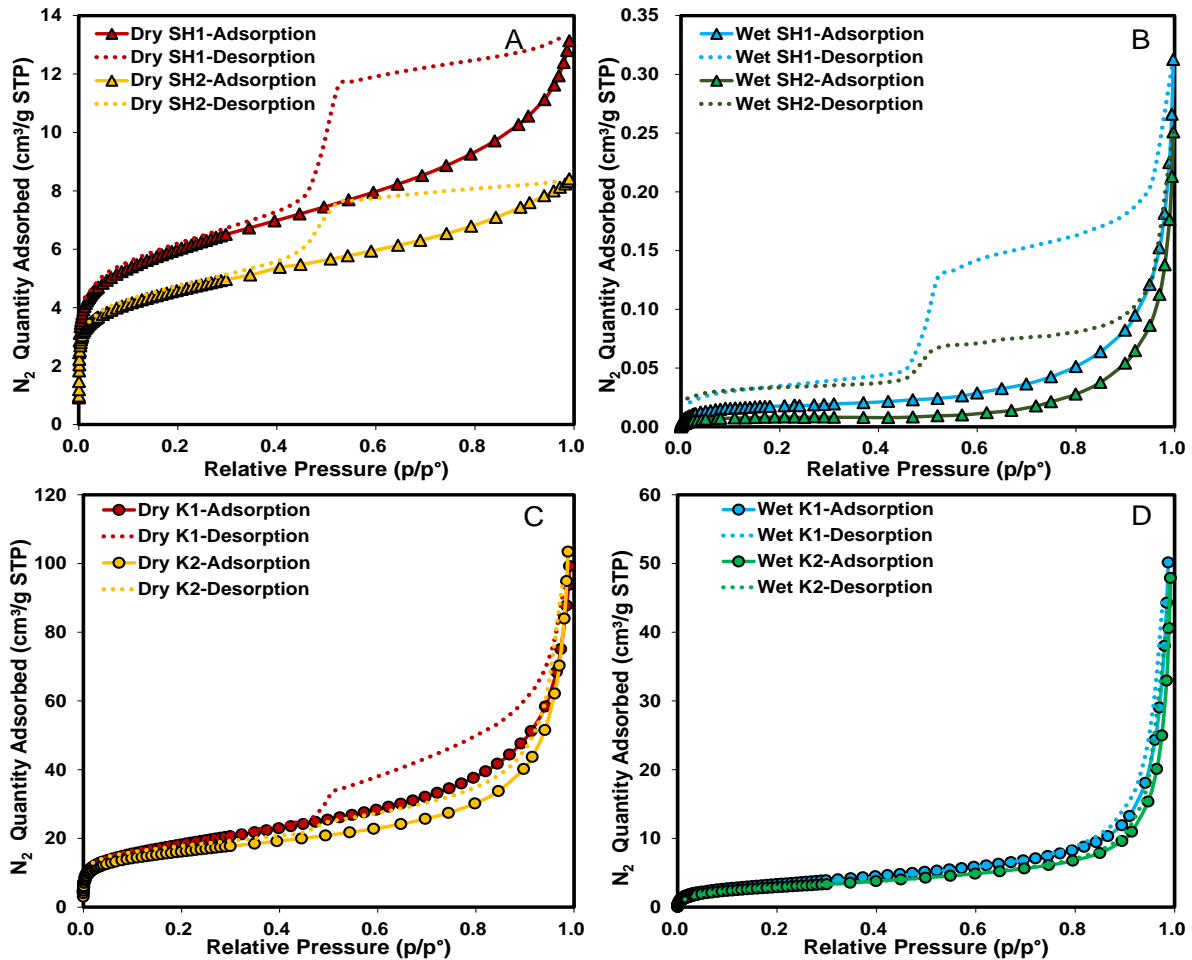 A
Dry SH1-Adsorption
Dry SH1-Desorption
Dry SH2-Adsorption
Dry SH2-Desorption
N₂ Quantity Adsorbed (cm³/g STP)
14
12
10
8
6
4
2
0
0.0 0.2 0.4 0.6 0.8 1.0
Relative Pressure (p/p°)
B
Wet SH1-Adsorption
Wet SH1-Desorption
Wet SH2-Adsorption
Wet SH2-Desorption
N₂ Quantity Adsorbed (cm³/g STP)
0.35
0.30
0.25
0.20
0.15
0.10
0.05
0.00
0.0 0.2 0.4 0.6 0.8 1.0
Relative Pressure (p/p°)
C
Dry K1-Adsorption
Dry K1-Desorption
Dry K2-Adsorption
Dry K2-Desorption
N₂ Quantity Adsorbed (cm³/g STP)
120
100
80
60
40
20
0
0.0 0.2 0.4 0.6 0.8 1.0
Relative Pressure (p/p°)
D
Wet K1-Adsorption
Wet K1-Desorption
Wet K2-Adsorption
Wet K2-Desorption
N₂ Quantity Adsorbed (cm³/g STP)
60
50
40
30
20
10
0
0.0 0.2 0.4 0.6 0.8 1.0
Relative Pressure (p/p°)